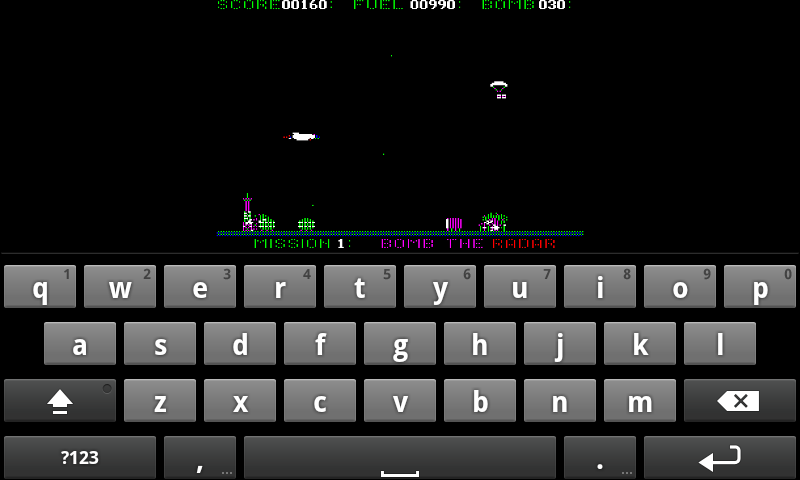 SCORE00160: FUEL 00990: BOMB 030:
MISSION 1: BOMB THE RADAR
1 2 3 4 5 6 7 8 9 0
q w e r t y u i o p
a s d f g h j k l
z x c v b n m
?123 , ... . ...